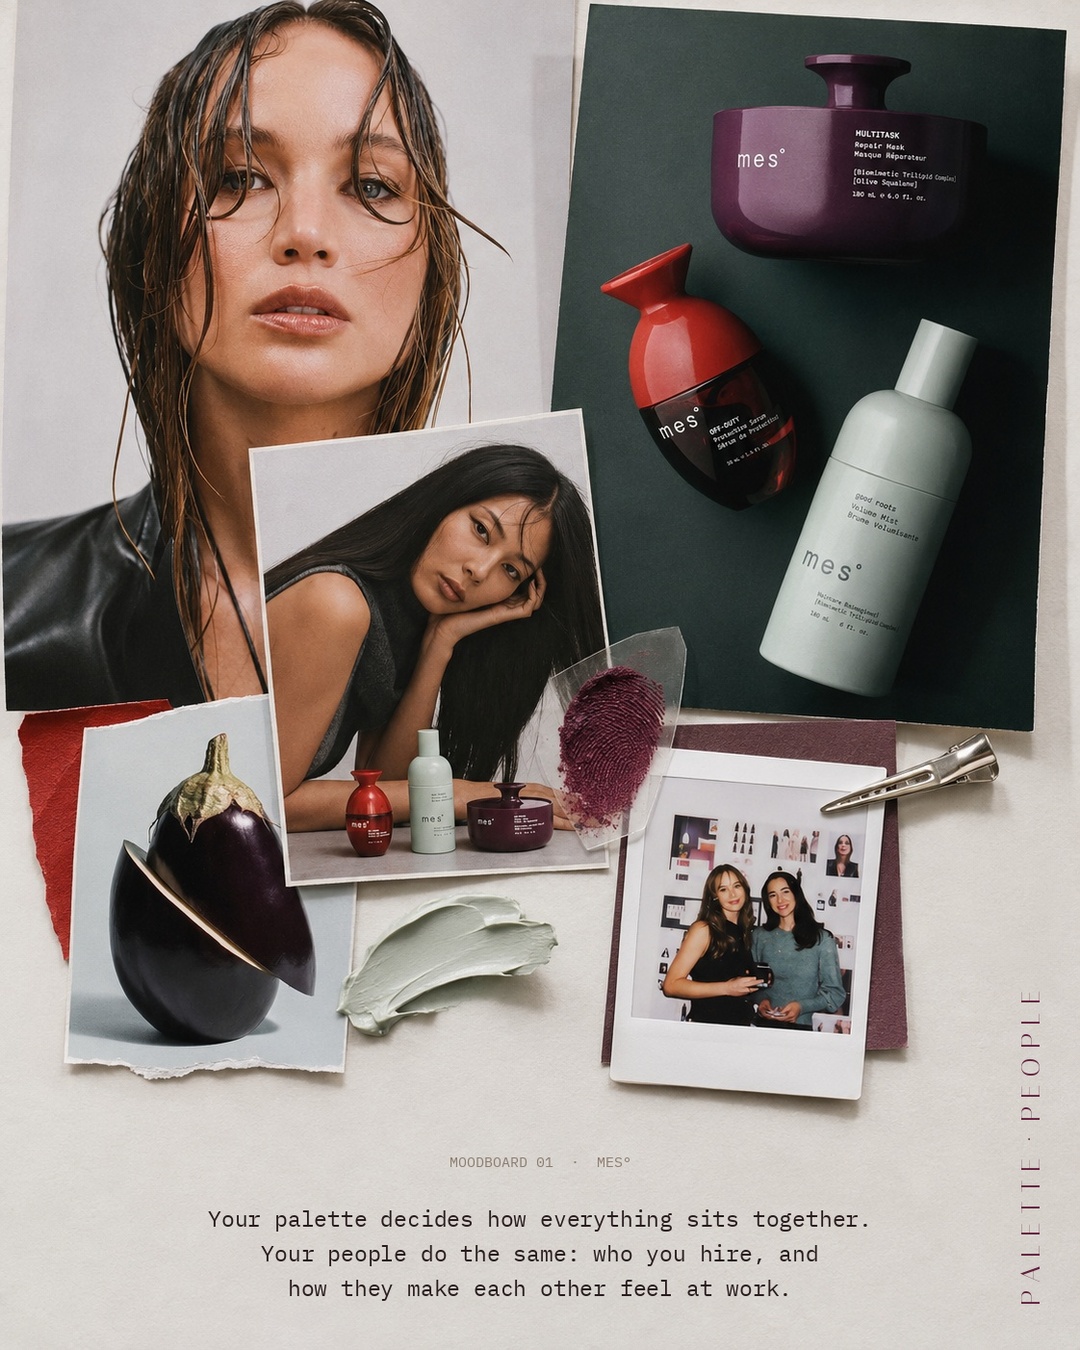 mes°
MULTITASK
Repair Mask
Masque Réparateur
[Biomimetic Trilipid Complex]
[Olive Squalane]
180 mL e 6.0 fl. oz.
mes°
OFF-DUTY
Protective Serum
Sérum de Protection
good roots
Volume Mist
Brume Volumisante
mes°
[Biomimetic Trilipid Complex]
180 mL 6 fl. oz.
mes°
mes°
mes°
PALETTE · PEOPLE
MOODBOARD 01 · MES°
Your palette decides how everything sits together.
Your people do the same: who you hire, and
how they make each other feel at work.